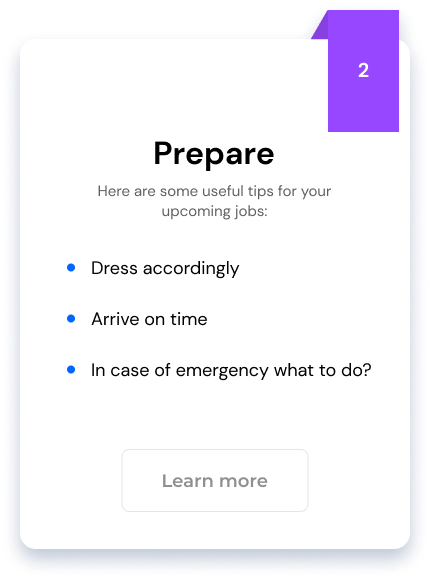 2
Prepare
Here are some useful tips for your
upcoming jobs:
Dress accordingly
Arrive on time
In case of emergency what to do?
Learn more